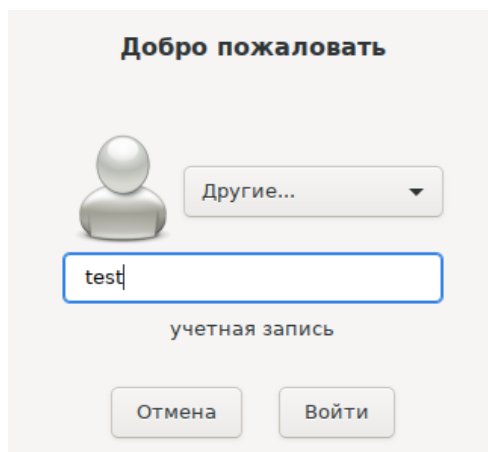 Добро пожаловать
Другие...
test
учетная запись
Отмена Войти